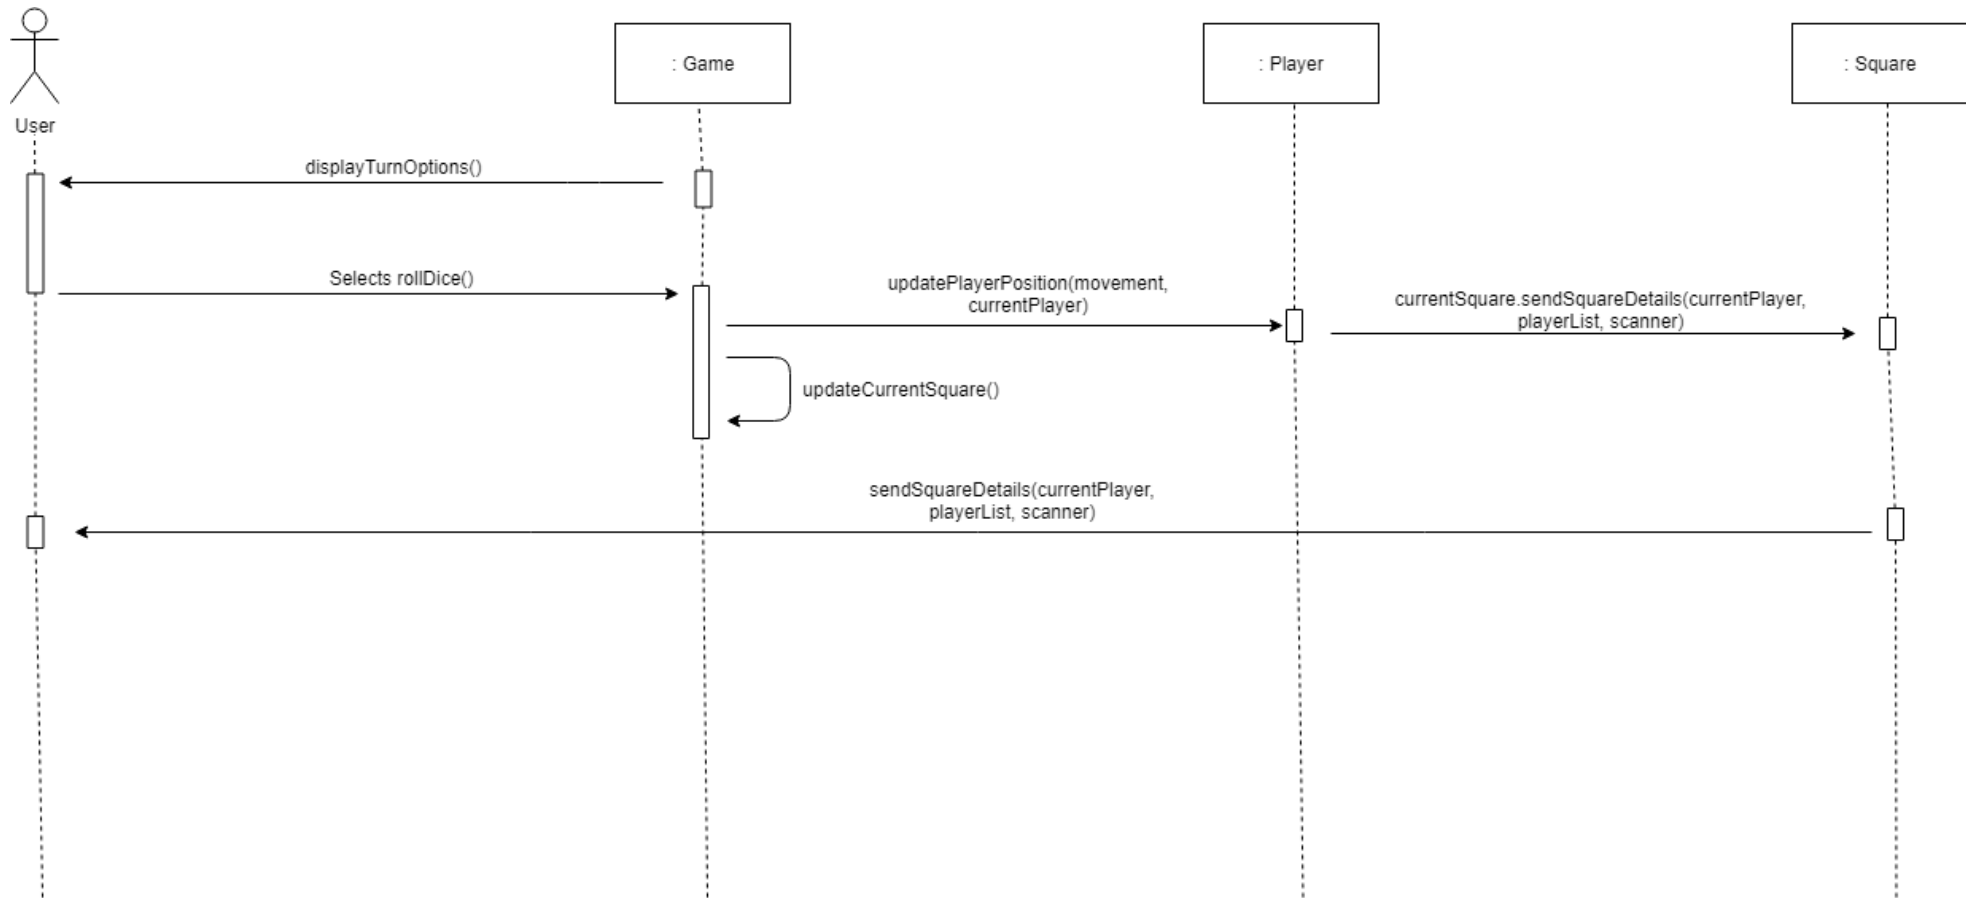 : Game
: Player
: Square
User
displayTurnOptions()
Selects rollDice()
updatePlayerPosition(movement,
currentPlayer)
currentSquare.sendSquareDetails(currentPlayer,
playerList, scanner)
updateCurrentSquare()
sendSquareDetails(currentPlayer,
playerList, scanner)